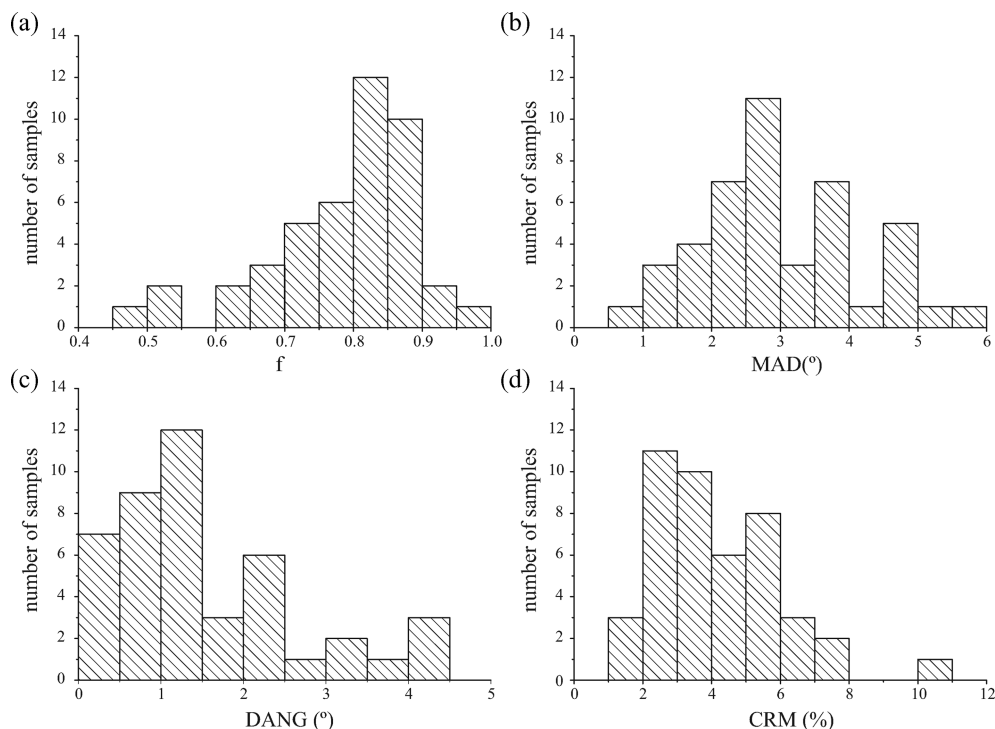 (a)
14
12
10
8
6
4
2
0
number of samples
0.4 0.5 0.6 0.7 0.8 0.9 1.0
f
(b)
14
12
10
8
6
4
2
0
number of samples
0 1 2 3 4 5 6
MAD(º)
(c)
14
12
10
8
6
4
2
0
number of samples
0 1 2 3 4 5
DANG (º)
(d)
14
12
10
8
6
4
2
0
number of samples
0 2 4 6 8 10 12
CRM (%)